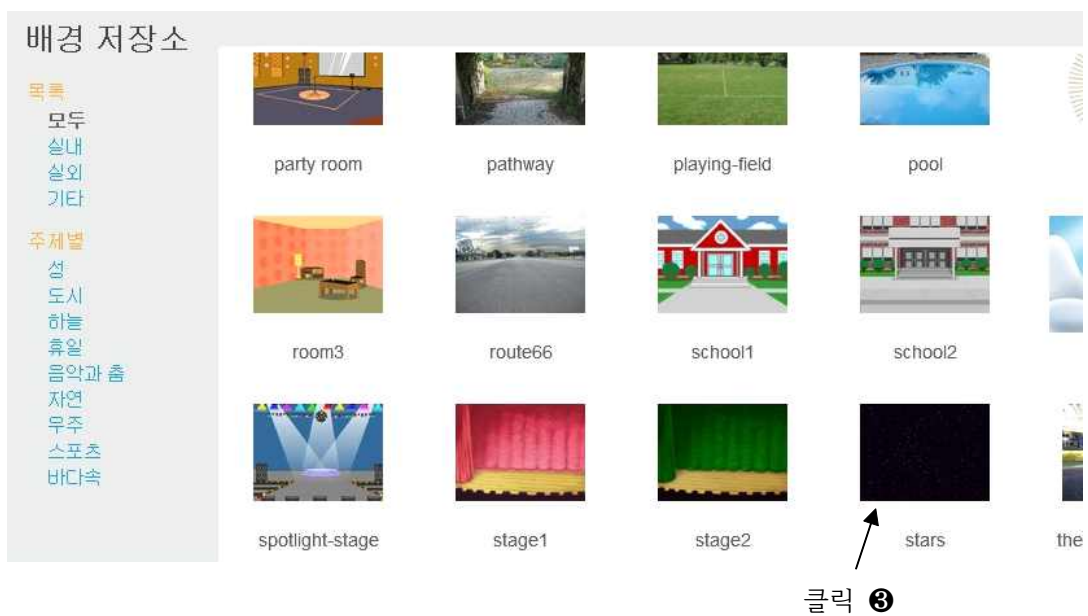 배경 저장소
목록
모두
실내
실외
기타
주제별
성
도시
하늘
휴일
음악과 춤
자연
우주
스포츠
바다속
party room
pathway
playing-field
pool
room3
route66
school1
school2
spotlight-stage
stage1
stage2
stars
the
클릭 ❸